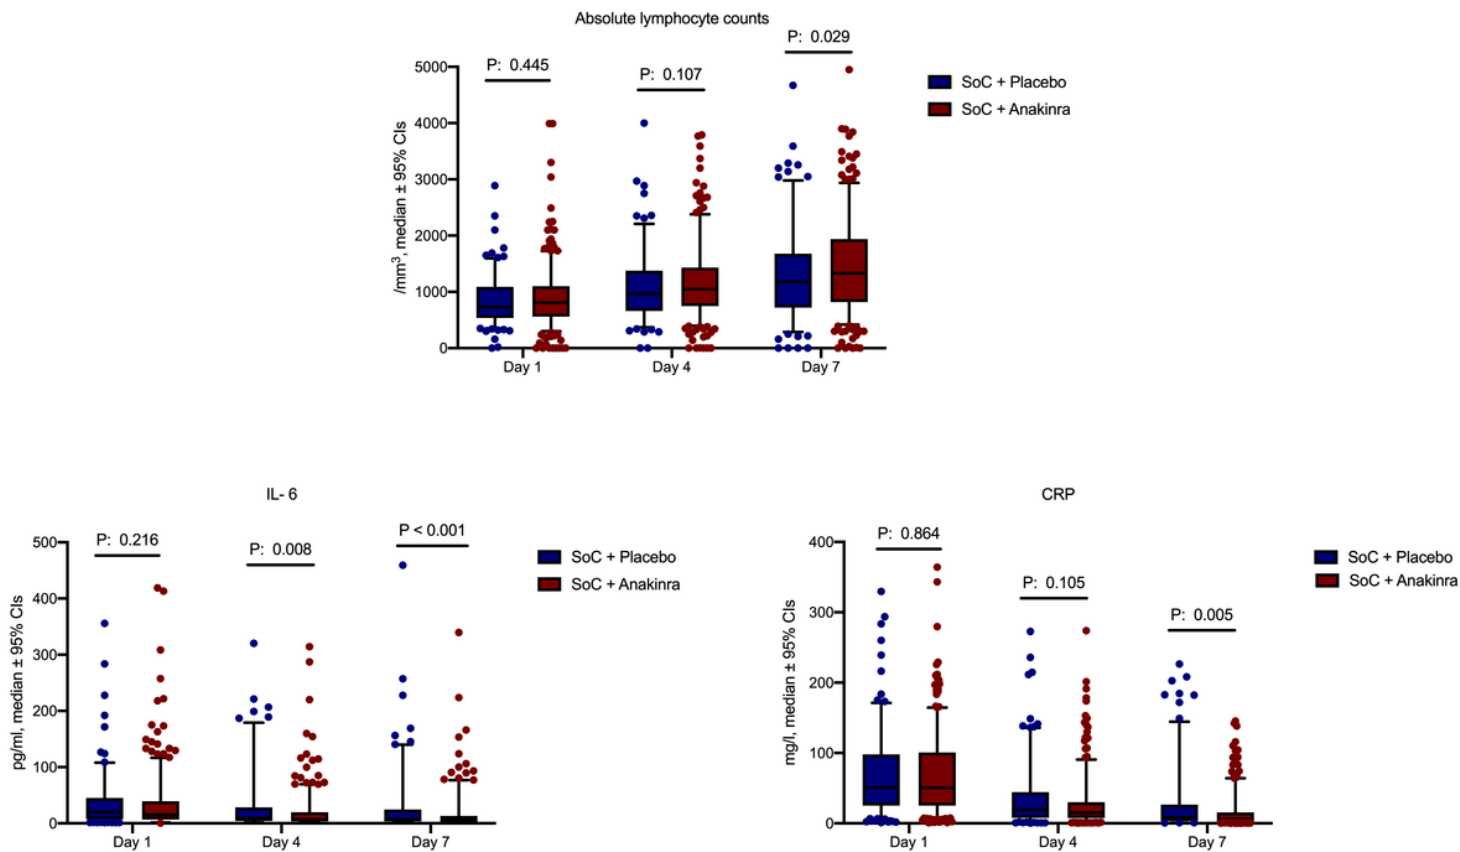 Absolute lymphocyte counts
P: 0.029
P: 0.445
P: 0.107
5000
4000
3000
2000
1000
0
/mm³, median ± 95% CIs
SoC + Placebo
SoC + Anakinra
Day 1
Day 4
Day 7
IL- 6
P: 0.216
P: 0.008
P < 0.001
500
400
300
200
100
0
pg/ml, median ± 95% CIs
SoC + Placebo
SoC + Anakinra
Day 1
Day 4
Day 7
CRP
P: 0.864
P: 0.105
P: 0.005
400
300
200
100
0
mg/l, median ± 95% CIs
SoC + Placebo
SoC + Anakinra
Day 1
Day 4
Day 7